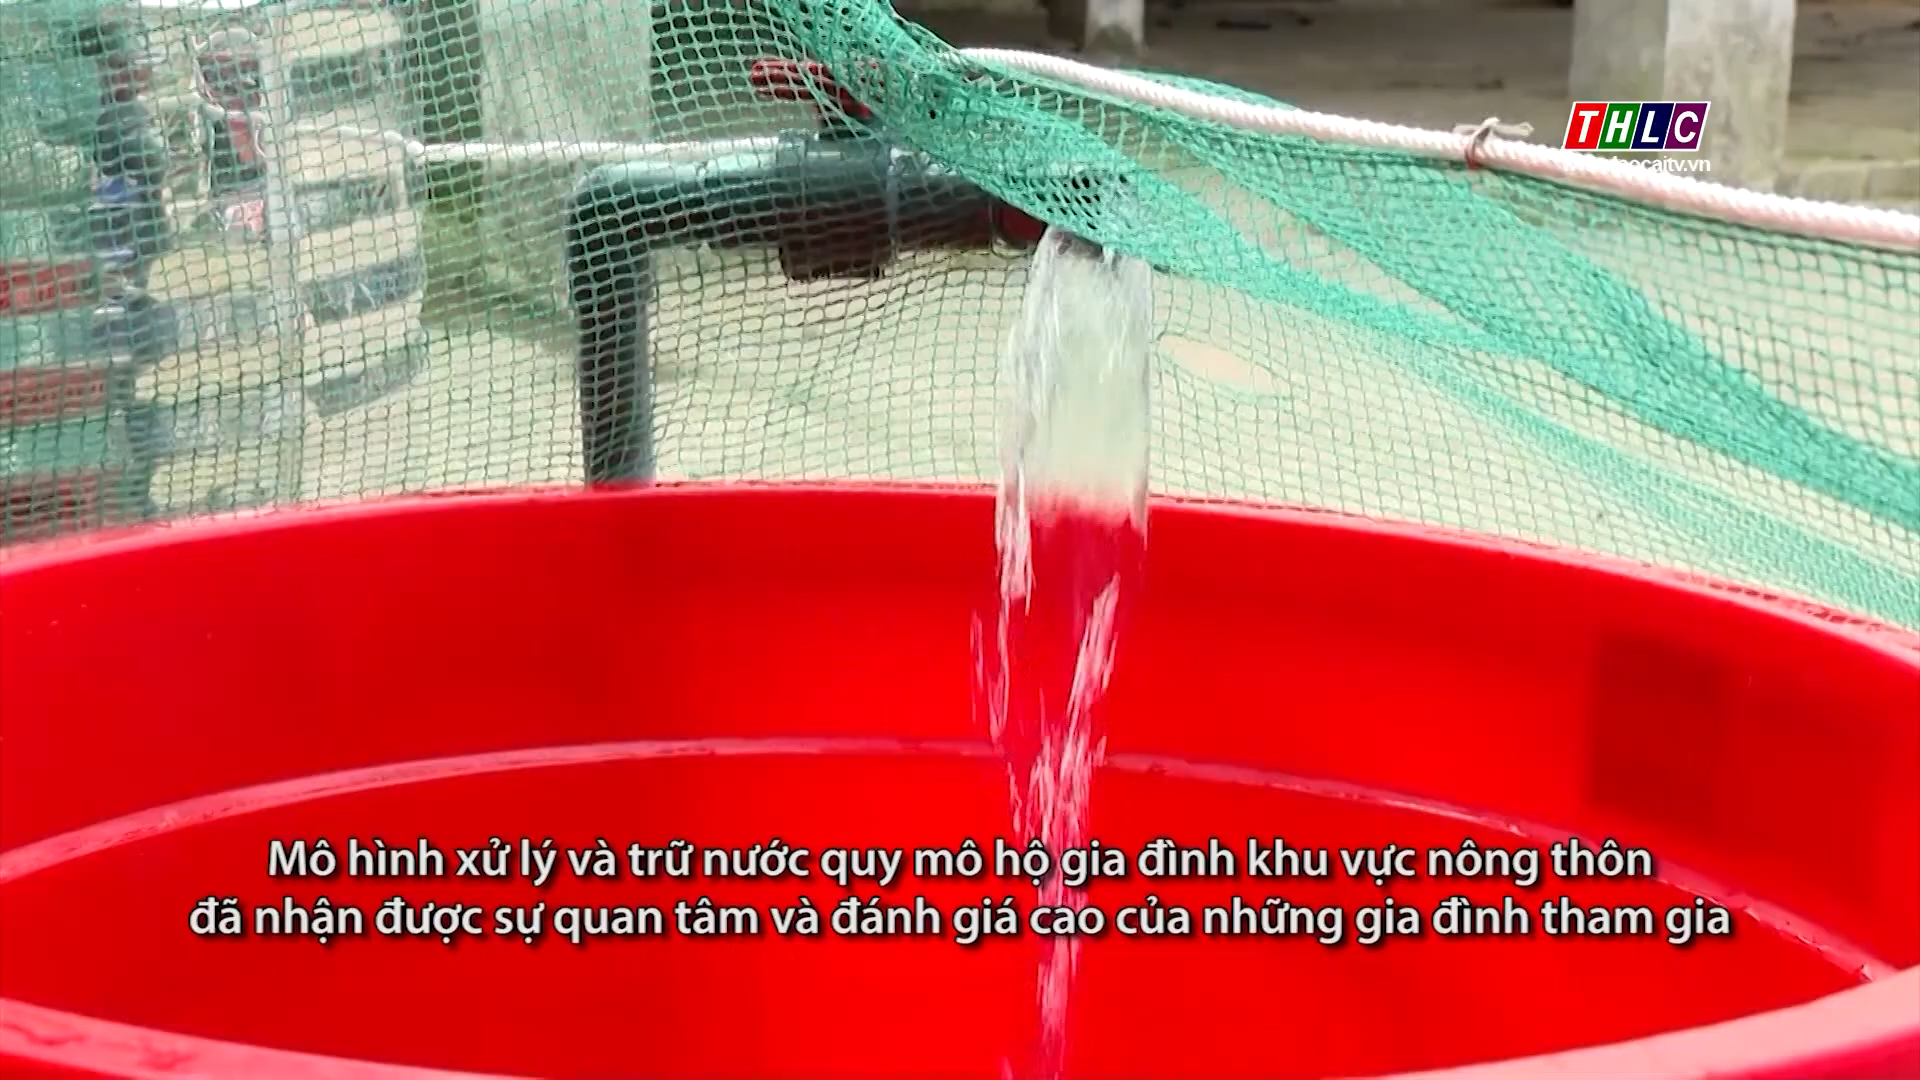 THLC
Mô hình xử lý và trữ nước quy mô hộ gia đình khu vực nông thôn
đã nhận được sự quan tâm và đánh giá cao của những gia đình tham gia